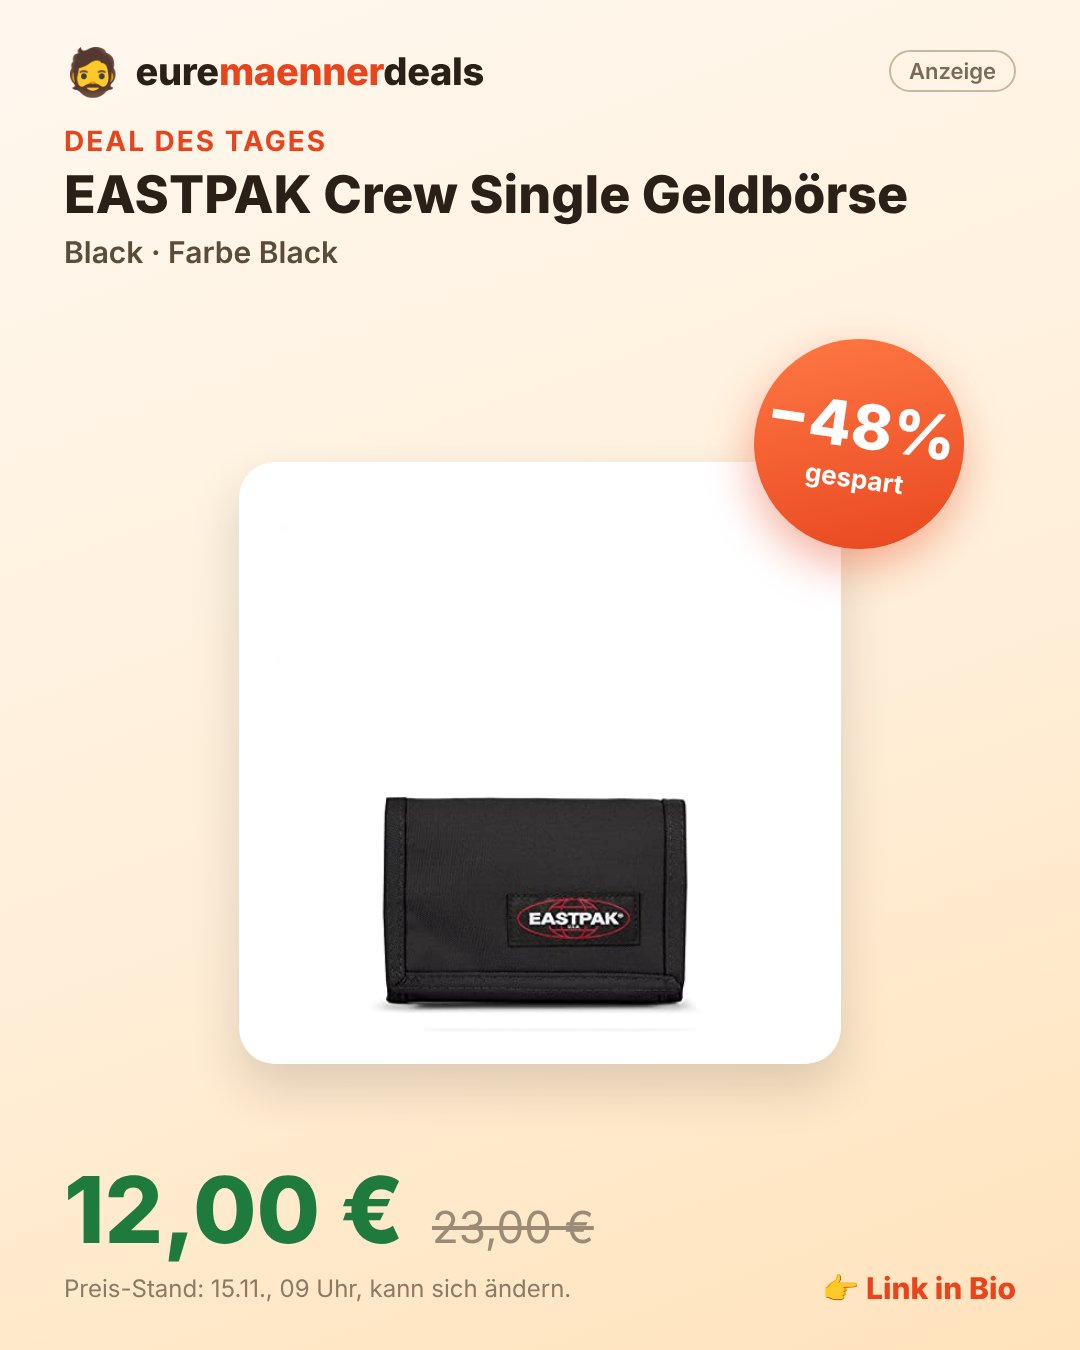 euremaennerdeals
Anzeige
DEAL DES TAGES
EASTPAK Crew Single Geldbörse
Black · Farbe Black
−48%
gespart
EASTPAK®
U.S.A.
12,00 € 23,00 €
Preis-Stand: 15.11., 09 Uhr, kann sich ändern.
👉 Link in Bio